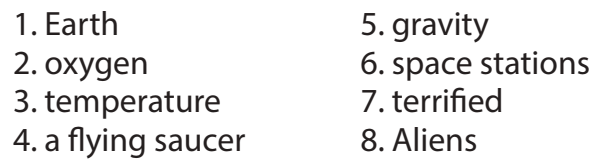 1. Earth
2. oxygen
3. temperature
4. a flying saucer
5. gravity
6. space stations
7. terrified
8. Aliens